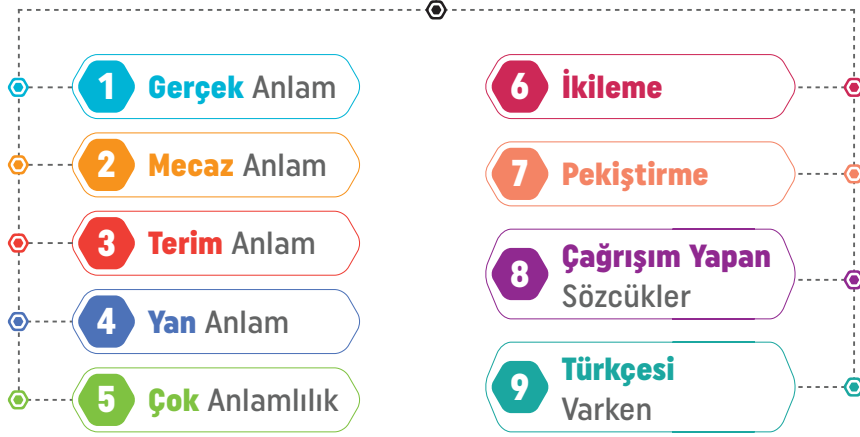 1 Gerçek Anlam
2 Mecaz Anlam
3 Terim Anlam
4 Yan Anlam
5 Çok Anlamlılık
6 İkileme
7 Pekiştirme
8 Çağrışım Yapan
Sözcükler
9 Türkçesi
Varken